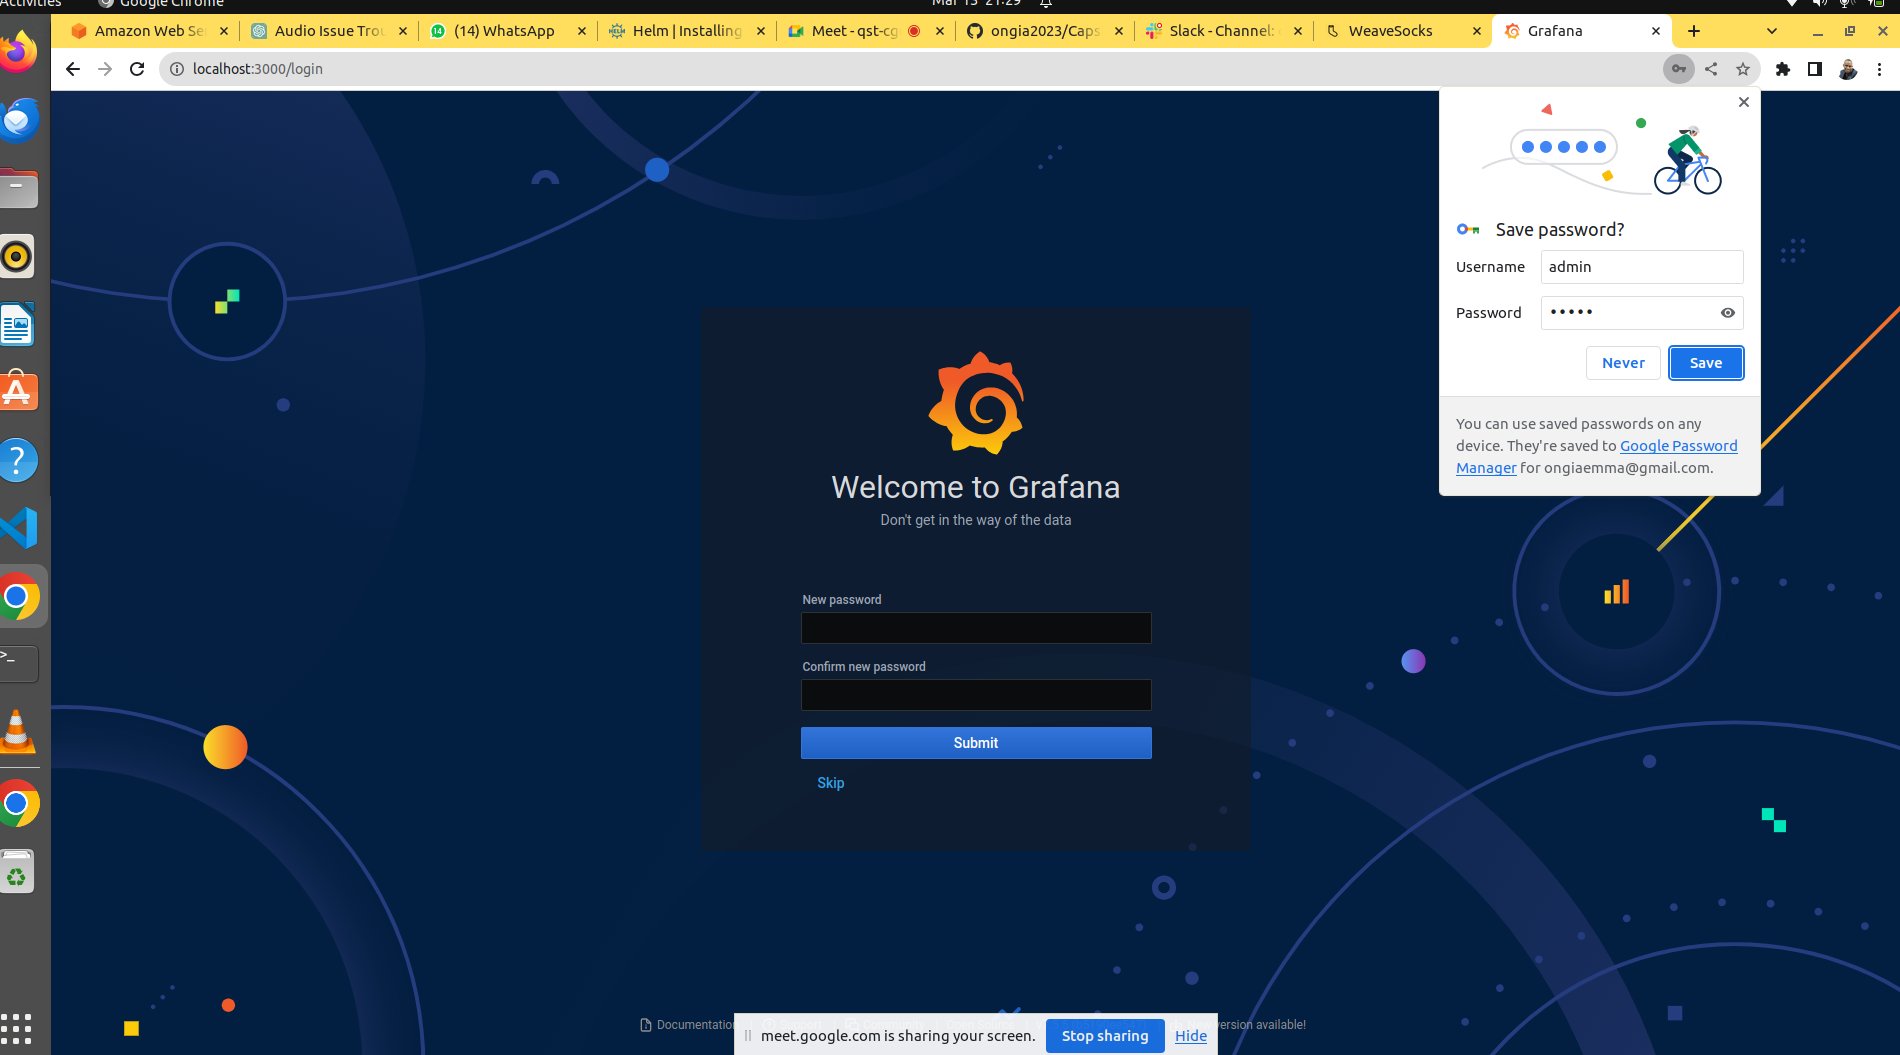 Activities
Google Chrome
Mar 13 21:29
Amazon Web Se
Audio Issue Trou
(14) WhatsApp
Helm | Installing
Meet - qst-cg
ongia2023/Caps
Slack - Channel:
WeaveSocks
Grafana
localhost:3000/login
Save password?
Username
admin
Password
Never
Save
You can use saved passwords on any
device. They're saved to Google Password
Manager for ongiaemma@gmail.com.
Welcome to Grafana
Don't get in the way of the data
New password
Confirm new password
Submit
Skip
Documentation
version available!
meet.google.com is sharing your screen.
Stop sharing
Hide